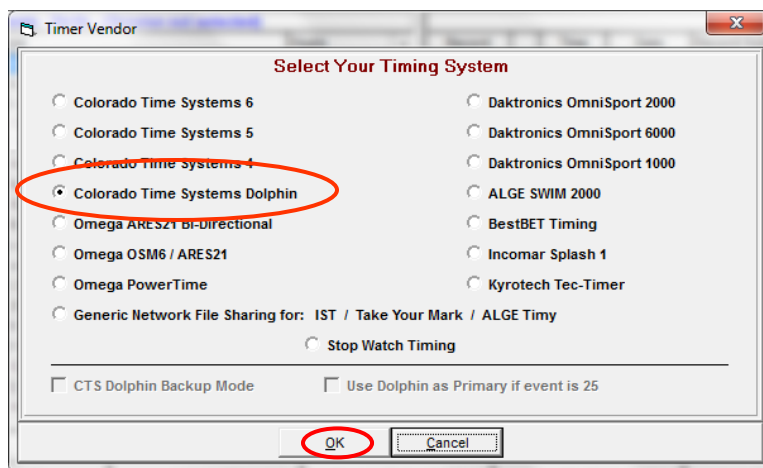 Timer Vendor
Select Your Timing System
Colorado Time Systems 6
Colorado Time Systems 5
Colorado Time Systems 4
Colorado Time Systems Dolphin
Omega ARES21 Bi-Directional
Omega OSM6 / ARES21
Omega PowerTime
Daktronics OmniSport 2000
Daktronics OmniSport 6000
Daktronics OmniSport 1000
ALGE SWIM 2000
BestBET Timing
Incomar Splash 1
Kyrotech Tec-Timer
Generic Network File Sharing for: IST / Take Your Mark / ALGE Timy
Stop Watch Timing
CTS Dolphin Backup Mode
Use Dolphin as Primary if event is 25
OK
Cancel